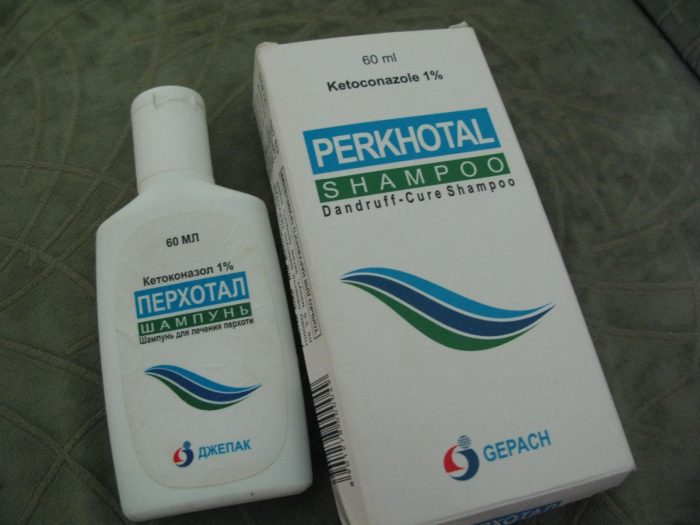 60 МЛ
Кетоконазол 1%
ПЕРХОТАЛ
ШАМПУНЬ
Шампунь для лечения перхоти
ДЖЕПАК
60 ml
Ketoconazole 1%
PERKHOTAL
SHAMPOO
Dandruff-Cure Shampoo
GEPACH
PERKHOTAL